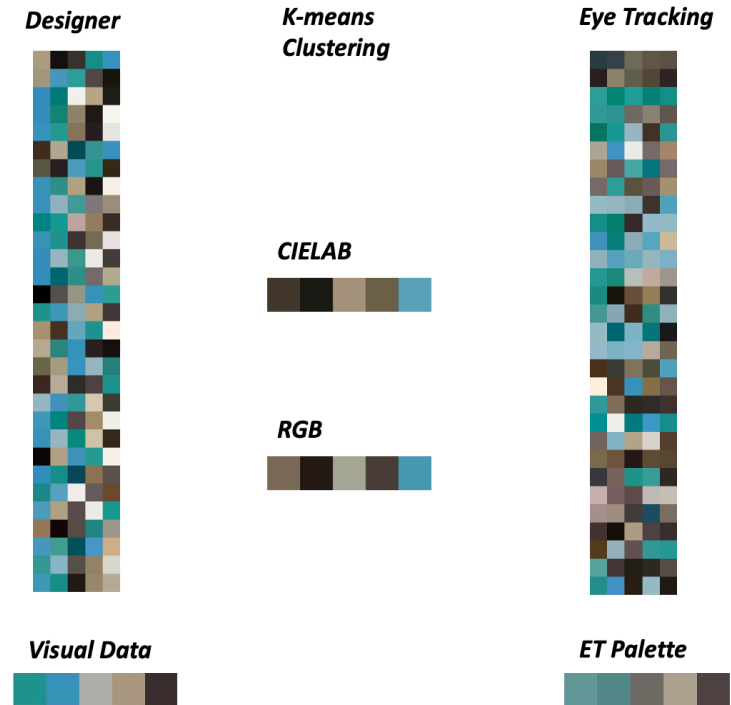 Designer
K-means
Clustering
Eye Tracking
CIELAB
RGB
Visual Data
ET Palette